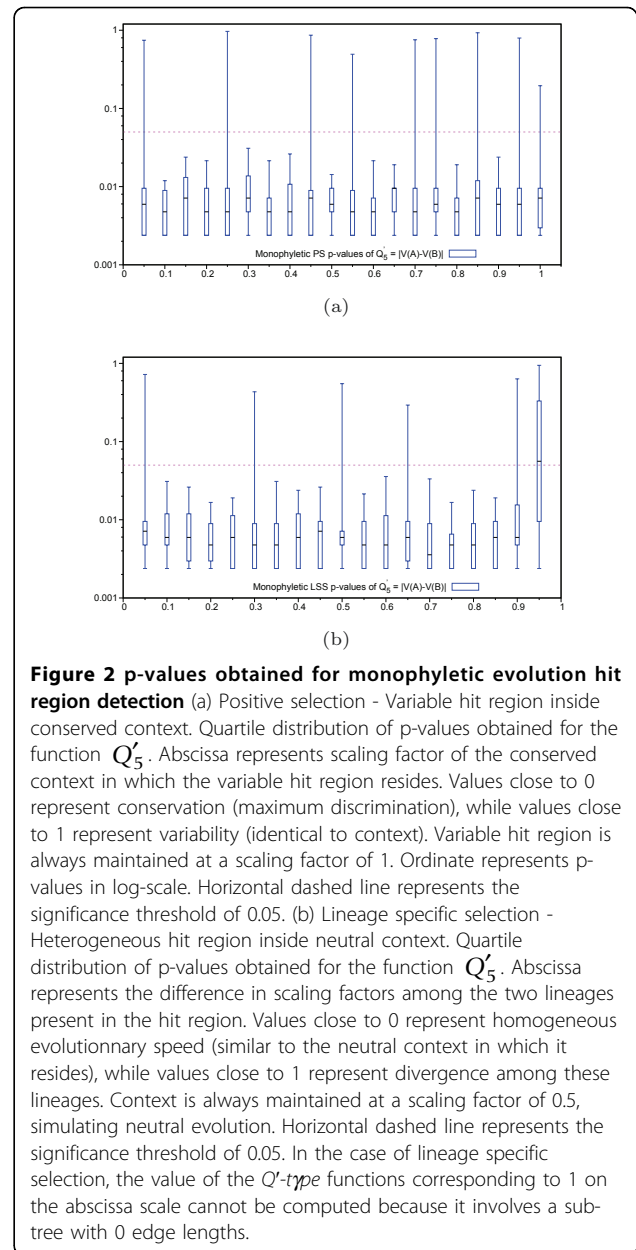 1
0.1
0.01
0.001
Monophyletic PS p-values of Q'5 = |V(A)-V(B)|
0 0.1 0.2 0.3 0.4 0.5 0.6 0.7 0.8 0.9 1
(a)
1
0.1
0.01
0.001
Monophyletic LSS p-values of Q'5 = |V(A)-V(B)|
0 0.1 0.2 0.3 0.4 0.5 0.6 0.7 0.8 0.9 1
(b)
Figure 2 p-values obtained for monophyletic evolution hit
region detection (a) Positive selection - Variable hit region inside
conserved context. Quartile distribution of p-values obtained for the
function Q′5. Abscissa represents scaling factor of the conserved
context in which the variable hit region resides. Values close to 0
represent conservation (maximum discrimination), while values close
to 1 represent variability (identical to context). Variable hit region is
always maintained at a scaling factor of 1. Ordinate represents p-
values in log-scale. Horizontal dashed line represents the
significance threshold of 0.05. (b) Lineage specific selection -
Heterogeneous hit region inside neutral context. Quartile
distribution of p-values obtained for the function Q′5. Abscissa
represents the difference in scaling factors among the two lineages
present in the hit region. Values close to 0 represent homogeneous
evolutionnary speed (similar to the neutral context in which it
resides), while values close to 1 represent divergence among these
lineages. Context is always maintained at a scaling factor of 0.5,
simulating neutral evolution. Horizontal dashed line represents the
significance threshold of 0.05. In the case of lineage specific
selection, the value of the Q′-tγpe functions corresponding to 1 on
the abscissa scale cannot be computed because it involves a sub-
tree with 0 edge lengths.